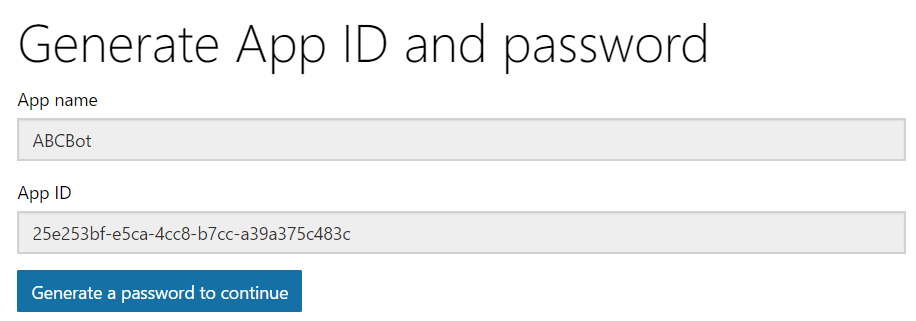 Generate App ID and password
App name
ABCBot
App ID
25e253bf-e5ca-4cc8-b7cc-a39a375c483c
Generate a password to continue